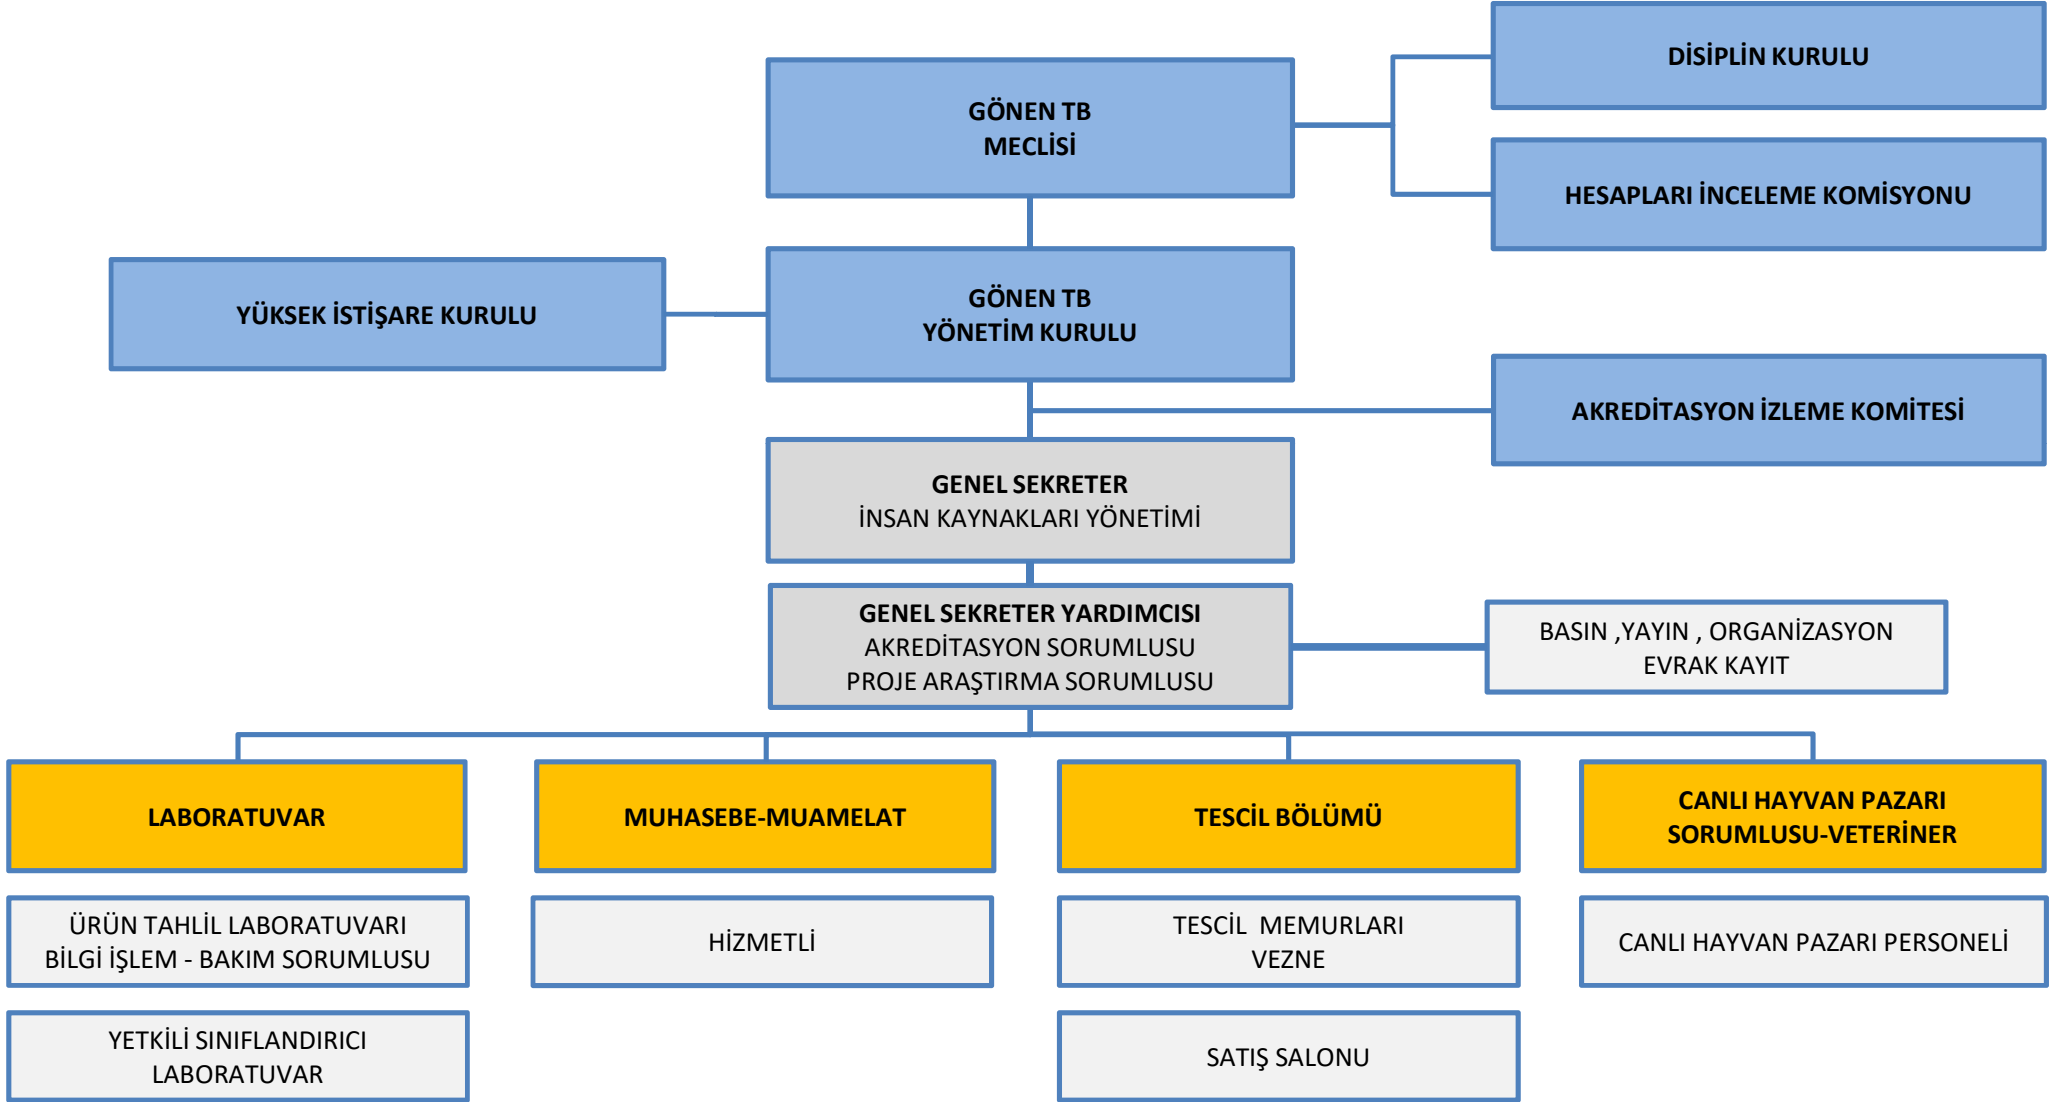 DİSİPLİN KURULU
GÖNEN TB
MECLİSİ
HESAPLARI İNCELEME KOMİSYONU
YÜKSEK İSTİŞARE KURULU
GÖNEN TB
YÖNETİM KURULU
AKREDİTASYON İZLEME KOMİTESİ
GENEL SEKRETER
İNSAN KAYNAKLARI YÖNETİMİ
GENEL SEKRETER YARDIMCISI
AKREDİTASYON SORUMLUSU
PROJE ARAŞTIRMA SORUMLUSU
BASIN ,YAYIN , ORGANİZASYON
EVRAK KAYIT
LABORATUVAR
MUHASEBE-MUAMELAT
TESCİL BÖLÜMÜ
CANLI HAYVAN PAZARI
SORUMLUSU-VETERİNER
ÜRÜN TAHLİL LABORATUVARI
BİLGİ İŞLEM - BAKIM SORUMLUSU
HİZMETLİ
TESCİL  MEMURLARI
VEZNE
CANLI HAYVAN PAZARI PERSONELİ
YETKİLİ SINIFLANDIRICI
LABORATUVAR
SATIŞ SALONU